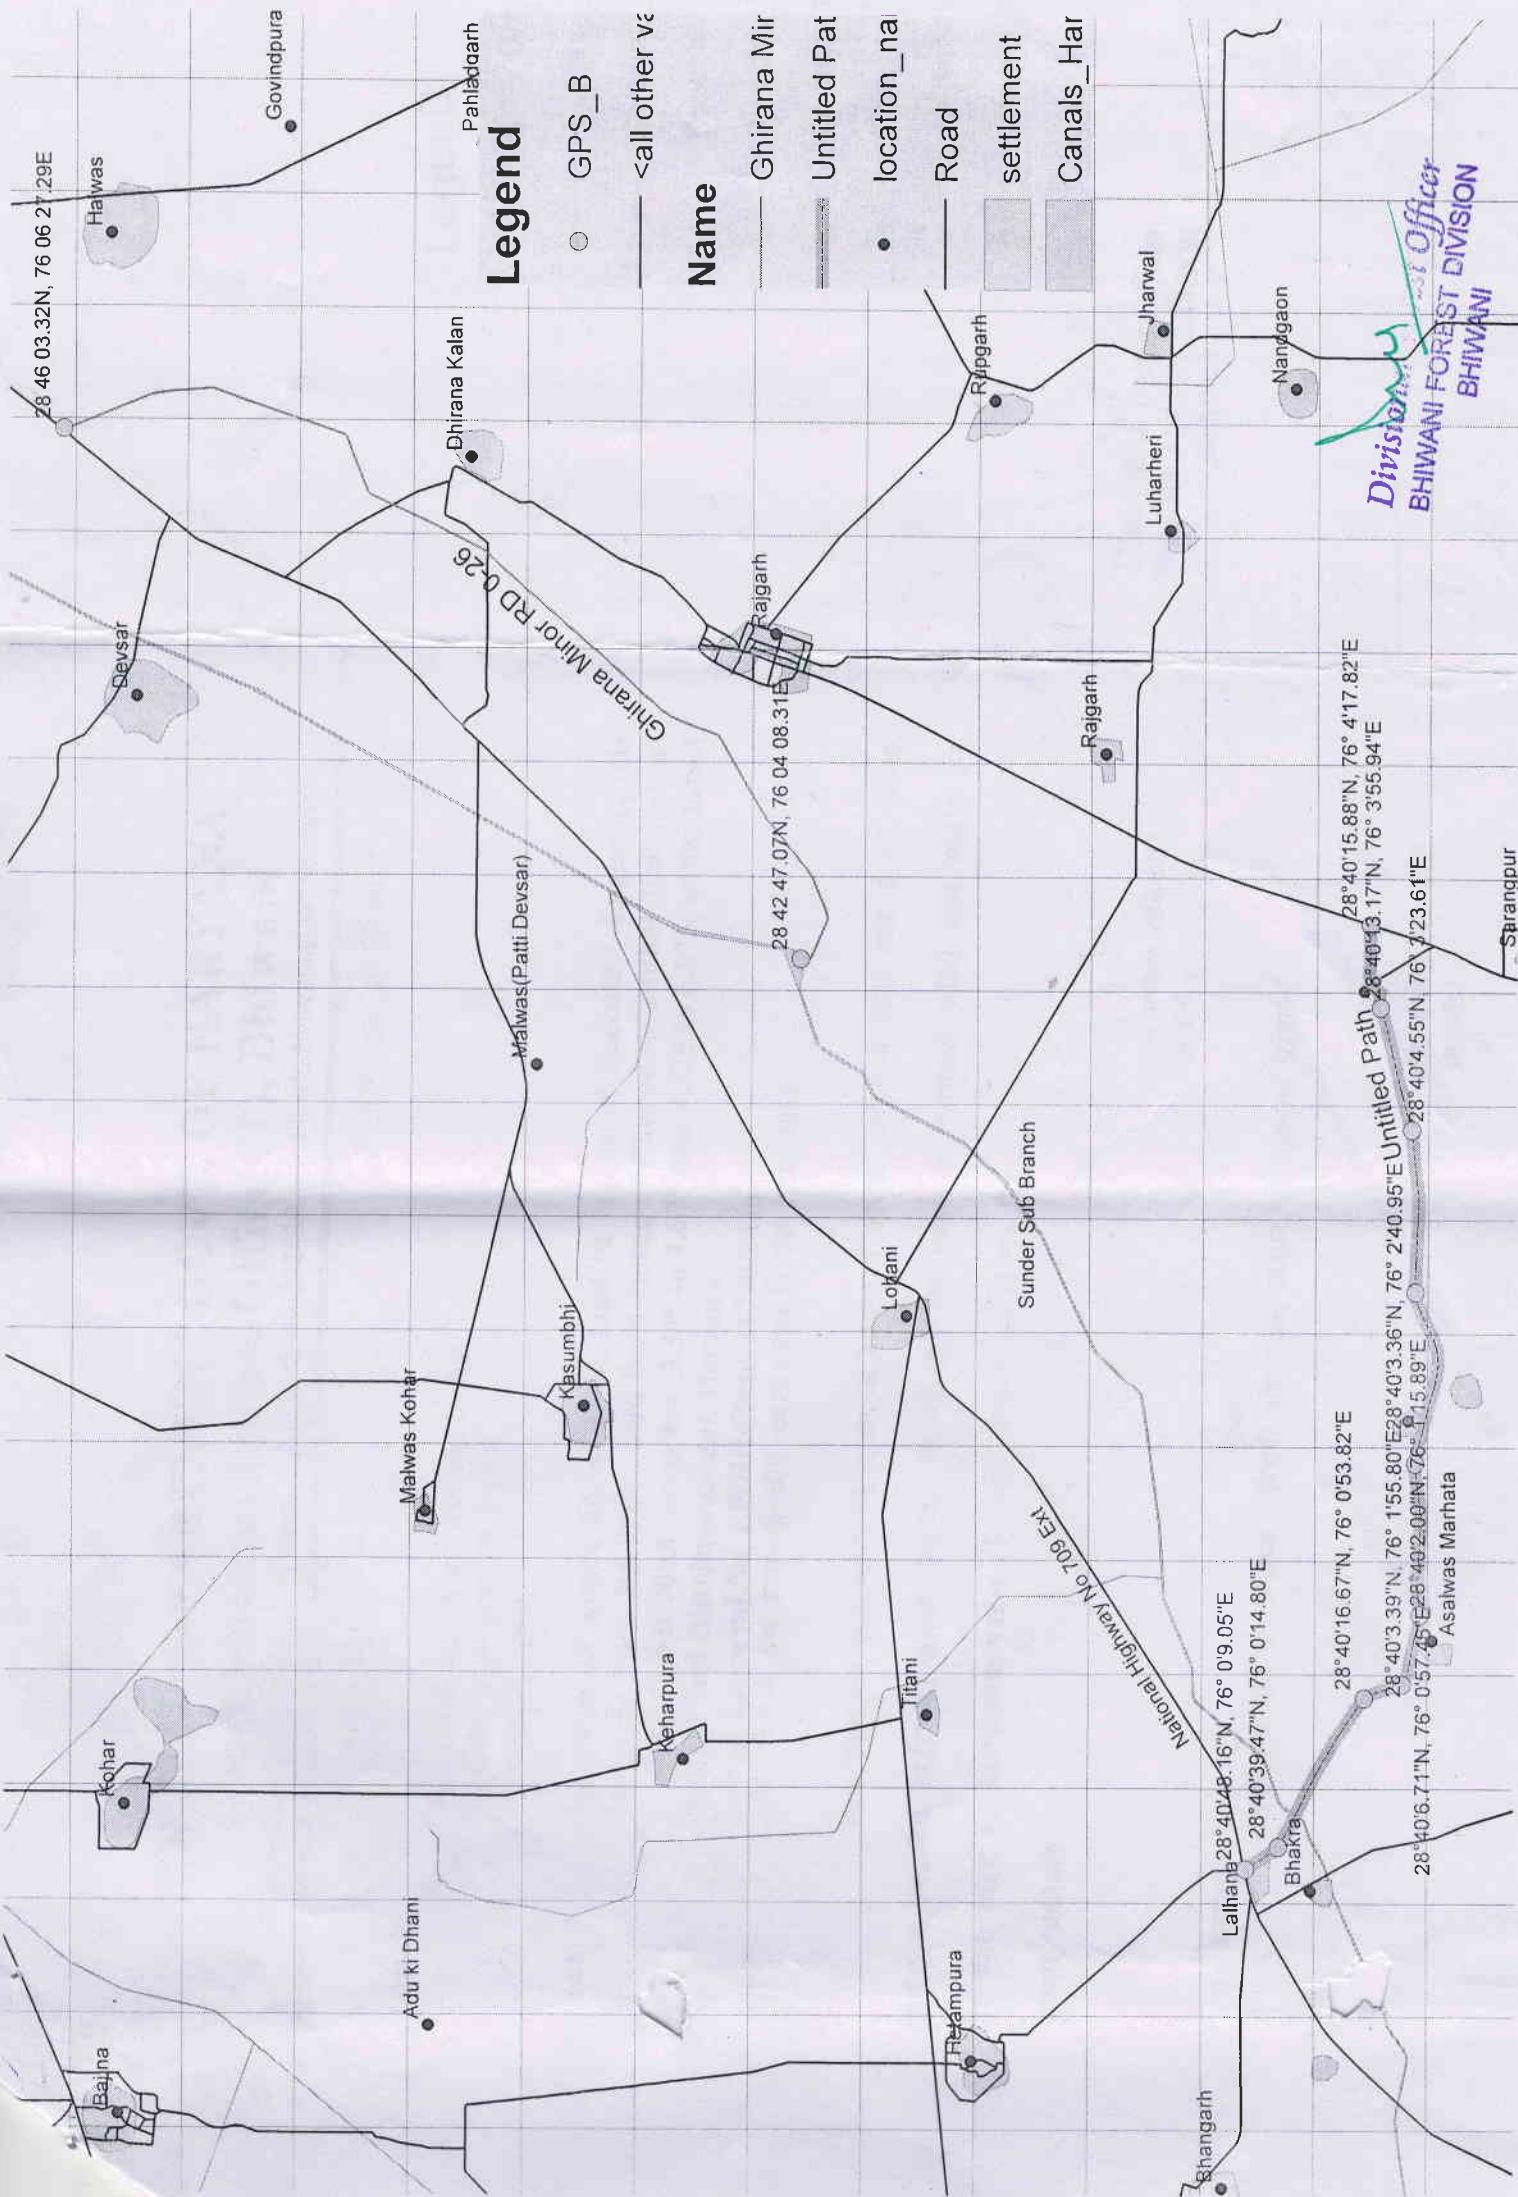 28 46 03.32N, 76 06 27.29E
Halwas
Govindpura
Pahladgarh
Devsar
Dhirana Kalan
Ghirana Minor RD 0-26
Legend
GPS_B
<all other va
Name
Ghirana Mir
Untitled Pat
location_nai
Road
settlement
Canals_Har
Rajgarh
28 42 47.07N, 76 04 08.31E
Rupgarh
Jharwal
Luharheri
Nandgaon
Rajgarh
Malwas(Patti Devsar)
Malwas Kohar
Kasumbhi
Lohani
Sunder Sub Branch
Kohar
Keharpura
Titani
National Highway No 709 Ext
Bajina
Adu ki Dhani
Hetampura
Bhangarh
Lalhana
Bhakra
28°40'48.16"N, 76° 0'9.05"E
28°40'39.47"N, 76° 0'14.80"E
28°40'16.67"N, 76° 0'53.82"E
28°40'6.71"N, 76° 0'57.45"E
28°40'2.00"N, 76° 1'15.89"E
28°40'3.39"N, 76° 1'55.80"E
28°40'3.36"N, 76° 2'40.95"E
Untitled Path
28°40'4.55"N, 76° 3'23.61"E
28°40'13.17"N, 76° 3'55.94"E
28°40'15.88"N, 76° 4'17.82"E
Asalwas Marhata
Sarangpur
Officer
BHIWANI FOREST DIVISION
BHIWANI